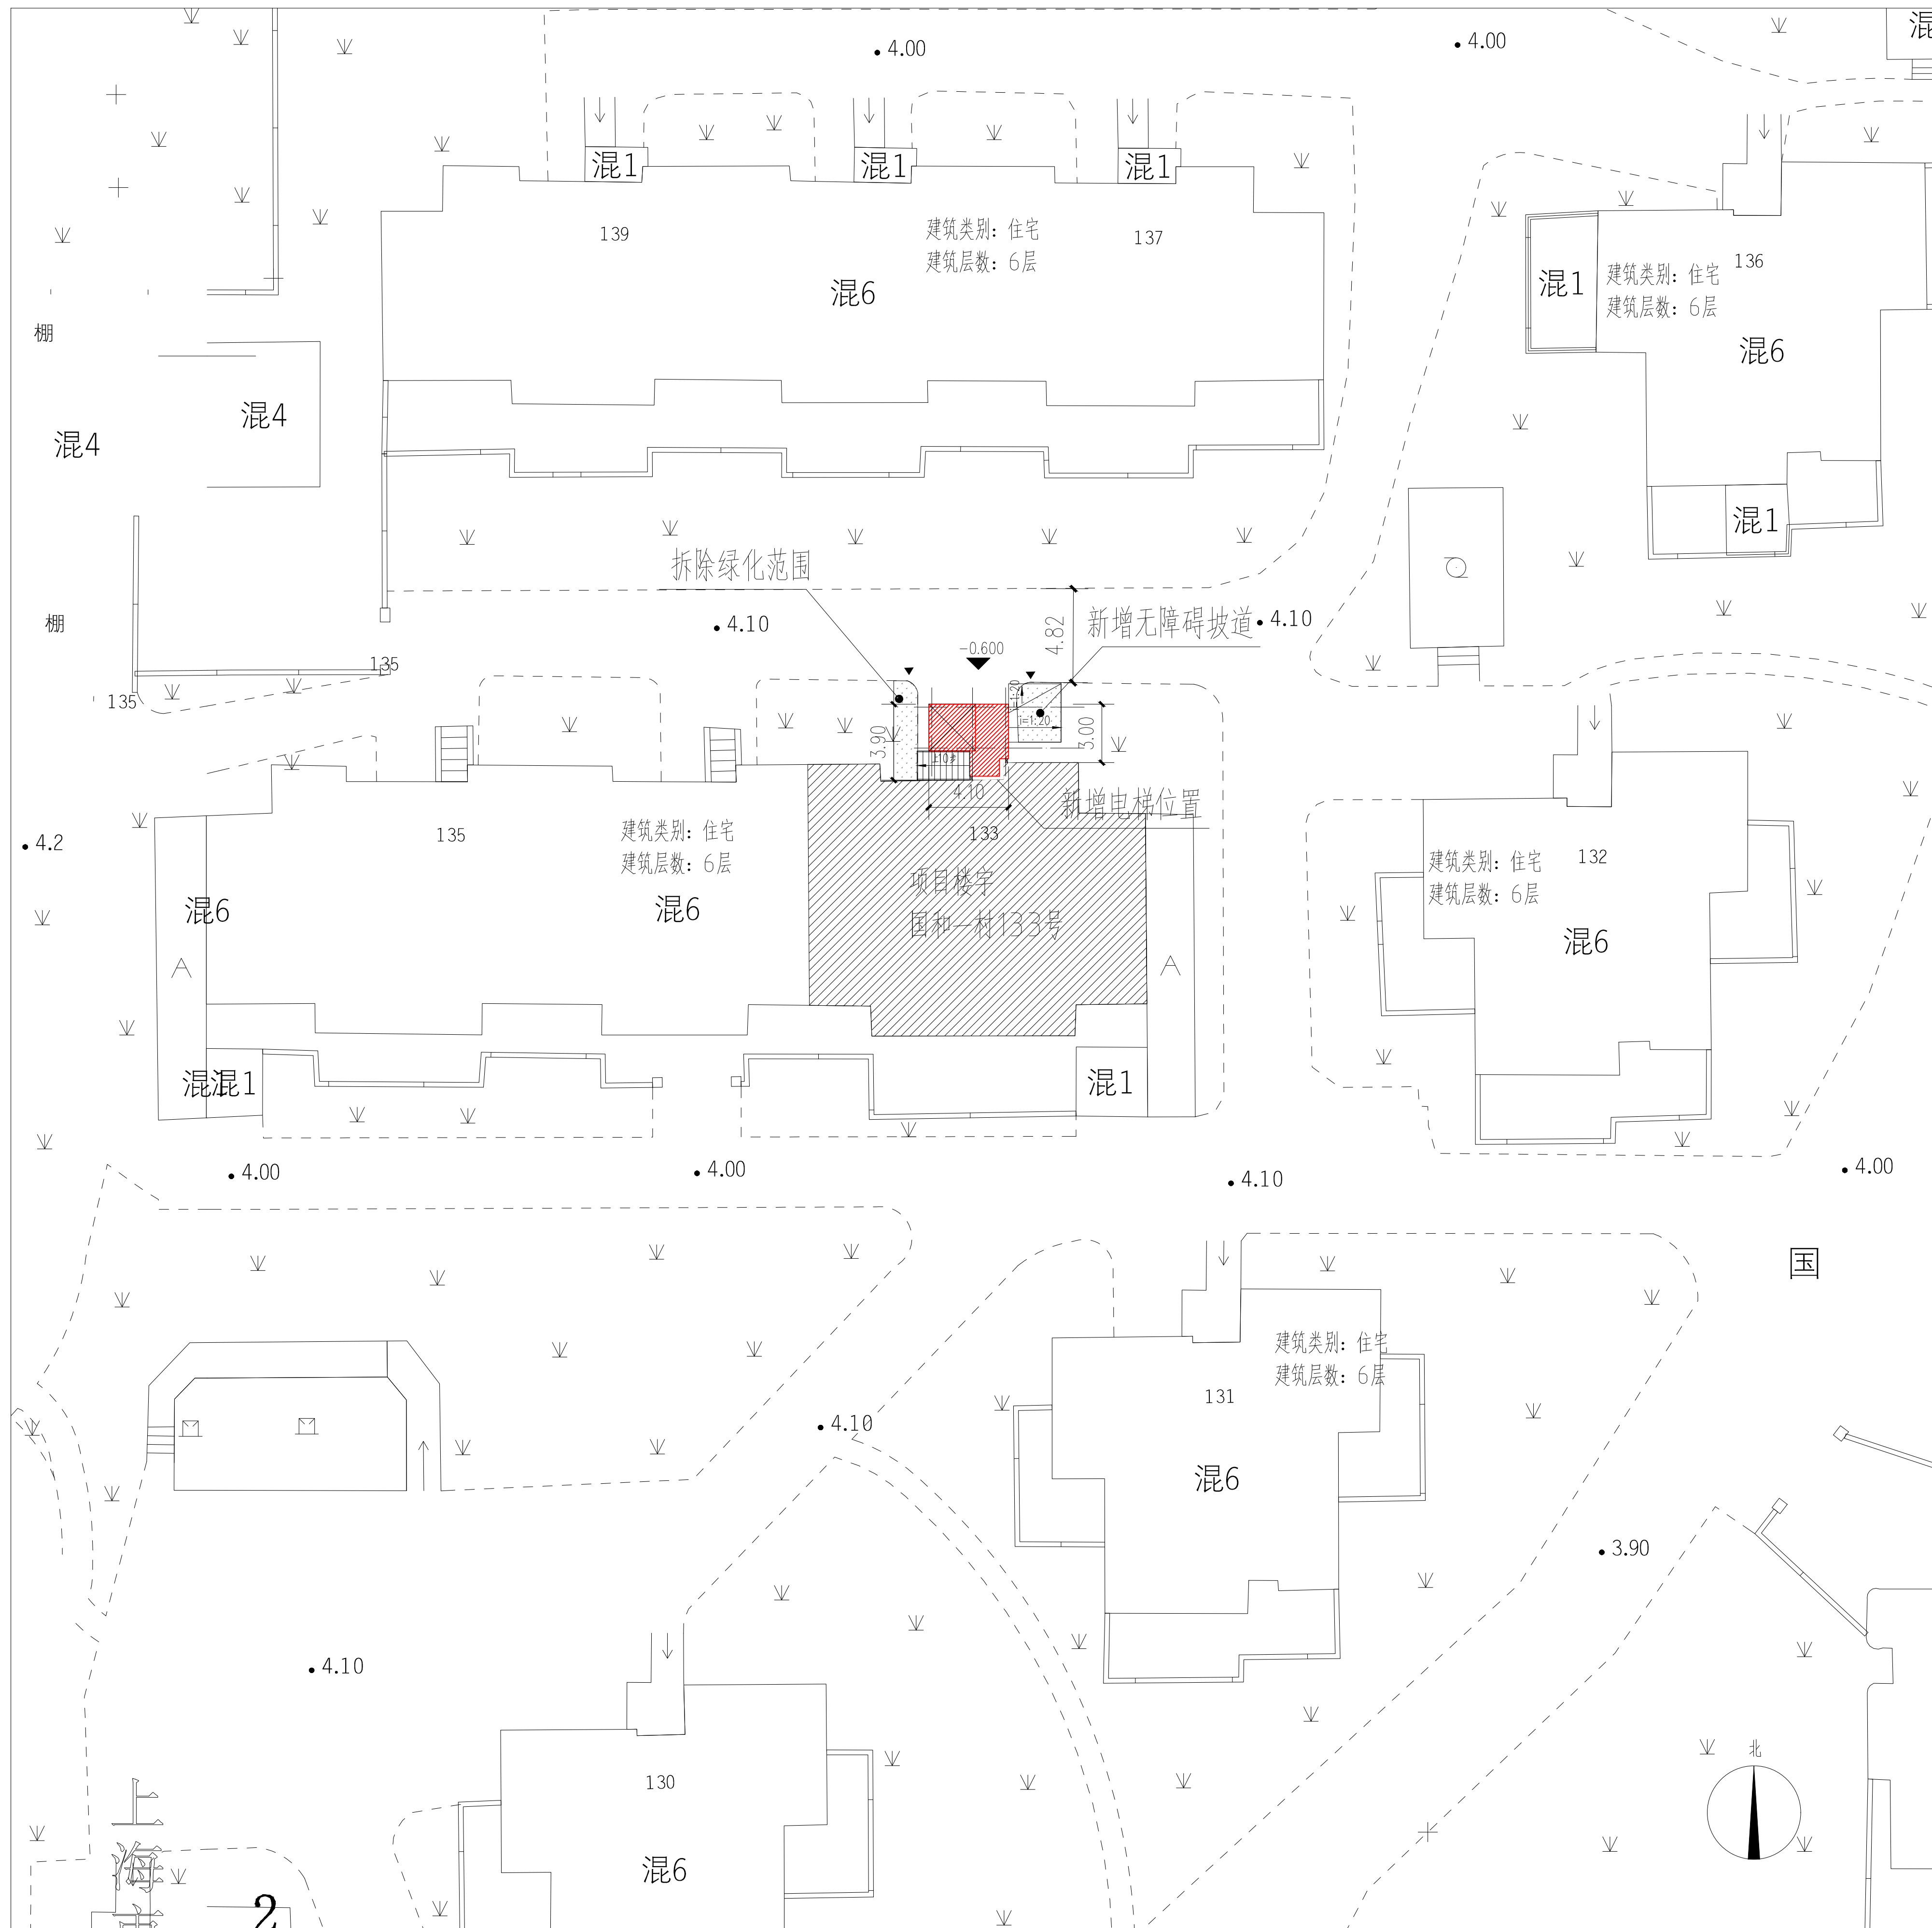 混
4.00
4.00
混1
混1
混1
139
建筑类别：住宅
建筑层数：6层
137
混6
136
混1
建筑类别：住宅
建筑层数：6层
混6
棚
混4
混4
混1
拆除绿化范围
棚
4.10
4.82
新增无障碍坡道
4.10
-0.600
135
135
i=1:20
i=1:20
3.90
3.00
上10步
4.10
新增电梯位置
133
135
建筑类别：住宅
建筑层数：6层
4.2
132
建筑类别：住宅
建筑层数：6层
项目楼宇
国和一村133号
混6
混6
混6
A
A
混1
混1
混1
4.00
4.00
4.10
4.00
国
建筑类别：住宅
建筑层数：6层
131
4.10
混6
3.90
4.10
北
130
混6
上
海
2